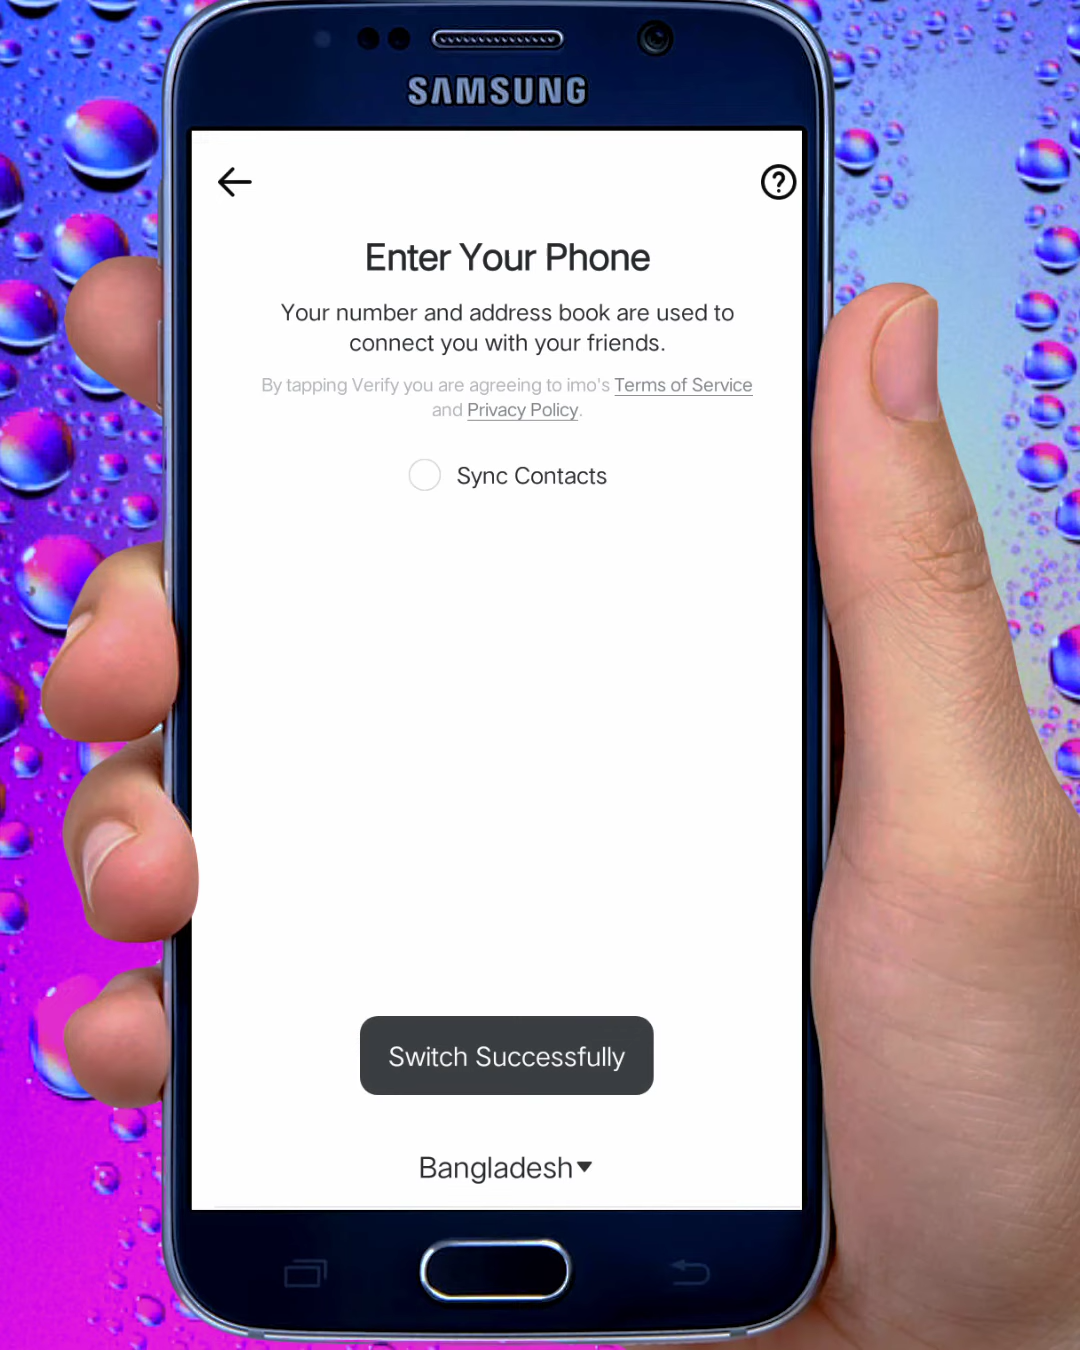 SAMSUNG
Enter Your Phone
Your number and address book are used to
connect you with your friends.
By tapping Verify you are agreeing to imo's Terms of Service
and Privacy Policy.
Sync Contacts
Switch Successfully
Bangladesh